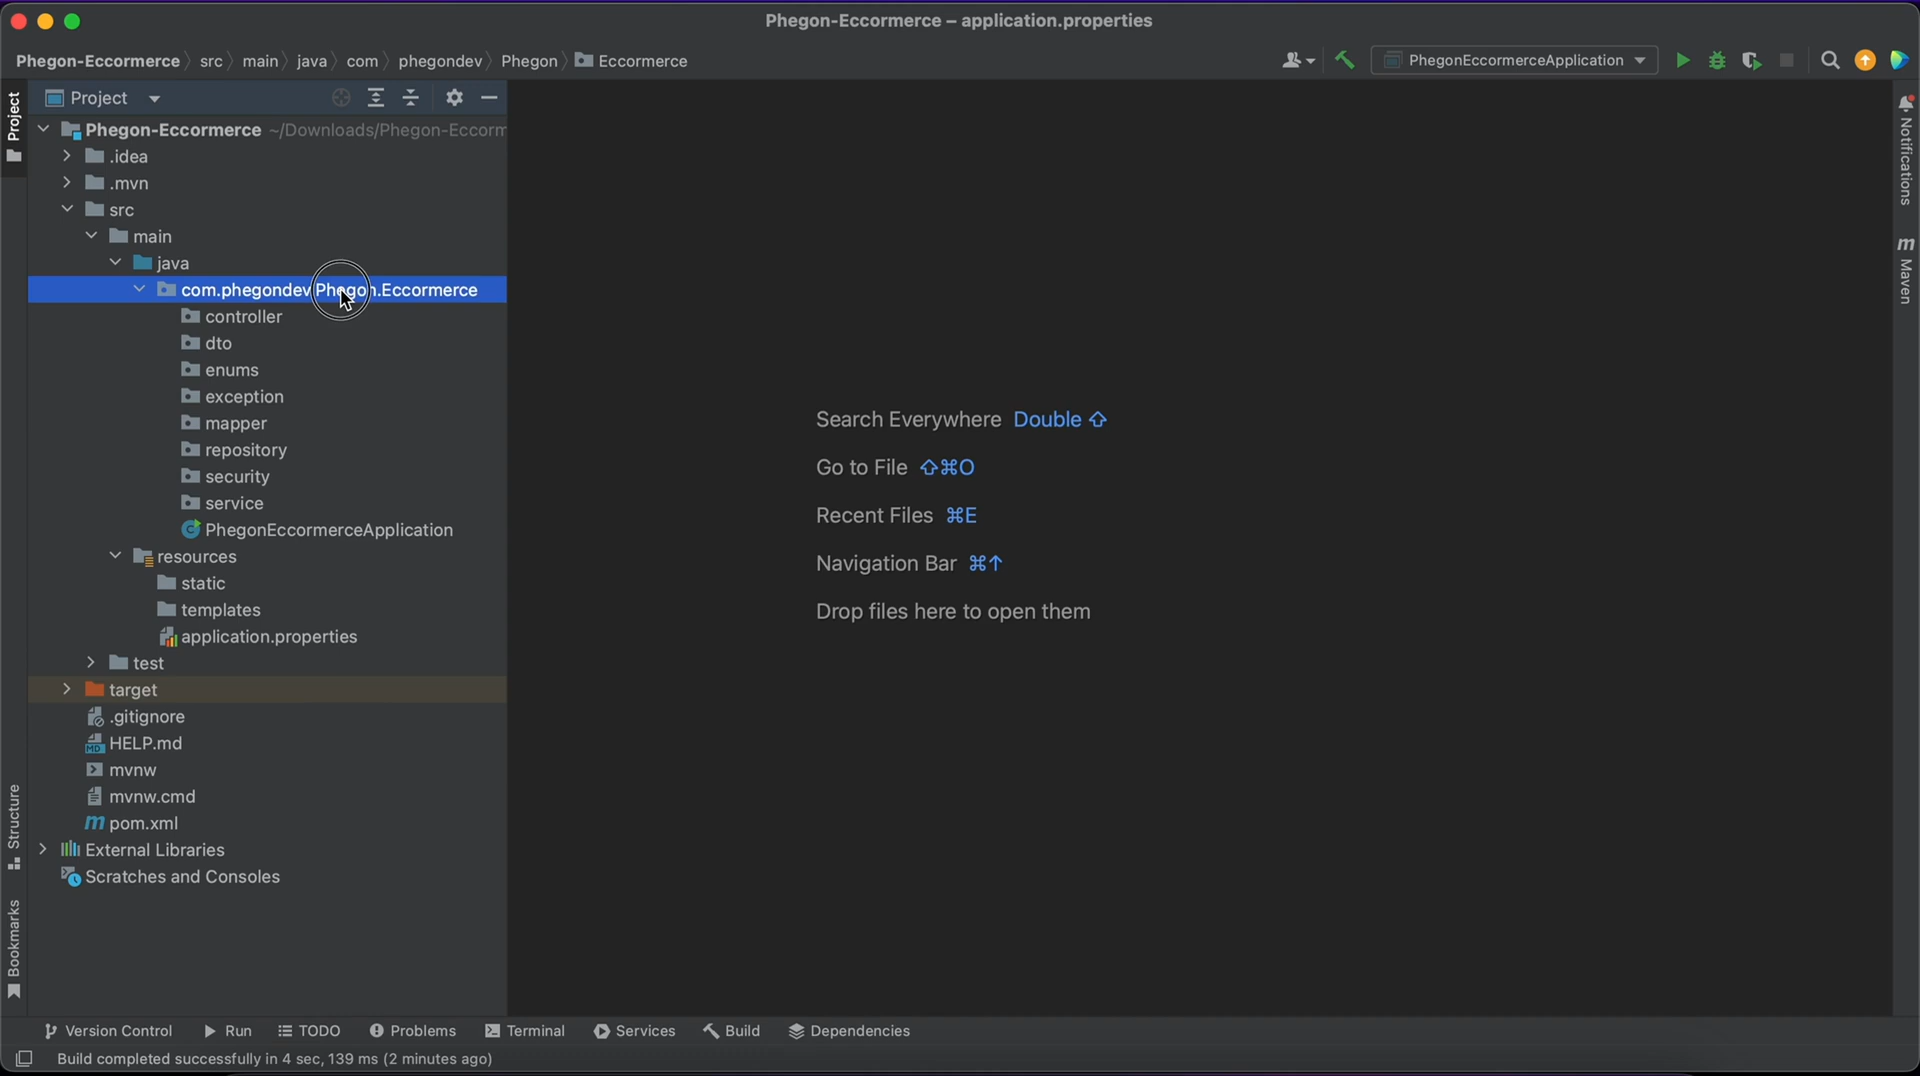 Phegon-Eccormerce – application.properties
Phegon-Eccormerce src main java com phegondev Phegon Eccormerce
PhegonEccormerceApplication
Project
Project
Phegon-Eccormerce ~/Downloads/Phegon-Eccorm
.idea
.mvn
src
main
java
com.phegondev.Phegon.Eccormerce
controller
dto
enums
exception
mapper
repository
security
service
PhegonEccormerceApplication
resources
static
templates
application.properties
test
target
.gitignore
MD HELP.md
mvnw
mvnw.cmd
m pom.xml
External Libraries
Scratches and Consoles
Structure
Bookmarks
Search Everywhere Double ⇧
Go to File ⇧⌘O
Recent Files ⌘E
Navigation Bar ⌘↑
Drop files here to open them
Notifications
m Maven
Version Control Run TODO Problems Terminal Services Build Dependencies
Build completed successfully in 4 sec, 139 ms (2 minutes ago)